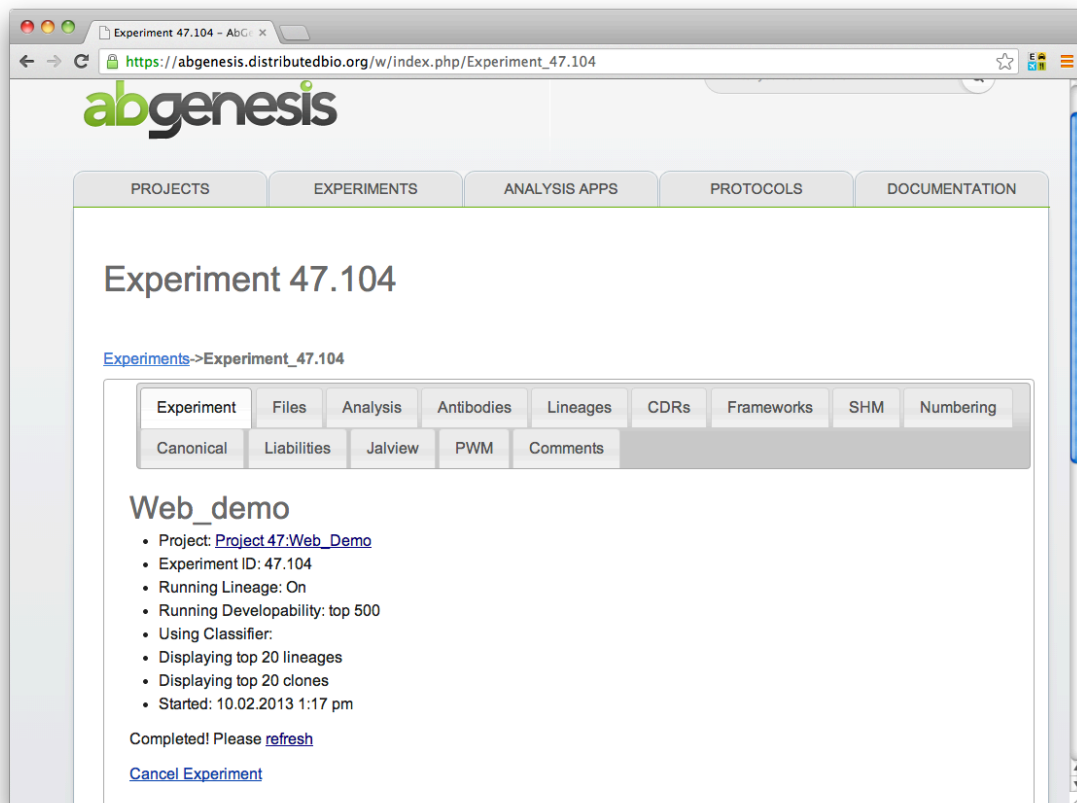 Experiment 47.104 – AbG
https://abgenesis.distributedbio.org/w/index.php/Experiment_47.104
abgenesis
PROJECTS EXPERIMENTS ANALYSIS APPS PROTOCOLS DOCUMENTATION
Experiment 47.104
Experiments->Experiment_47.104
Experiment Files Analysis Antibodies Lineages CDRs Frameworks SHM Numbering
Canonical Liabilities Jalview PWM Comments
Web_demo
• Project: Project 47:Web_Demo
• Experiment ID: 47.104
• Running Lineage: On
• Running Developability: top 500
• Using Classifier:
• Displaying top 20 lineages
• Displaying top 20 clones
• Started: 10.02.2013 1:17 pm
Completed! Please refresh
Cancel Experiment